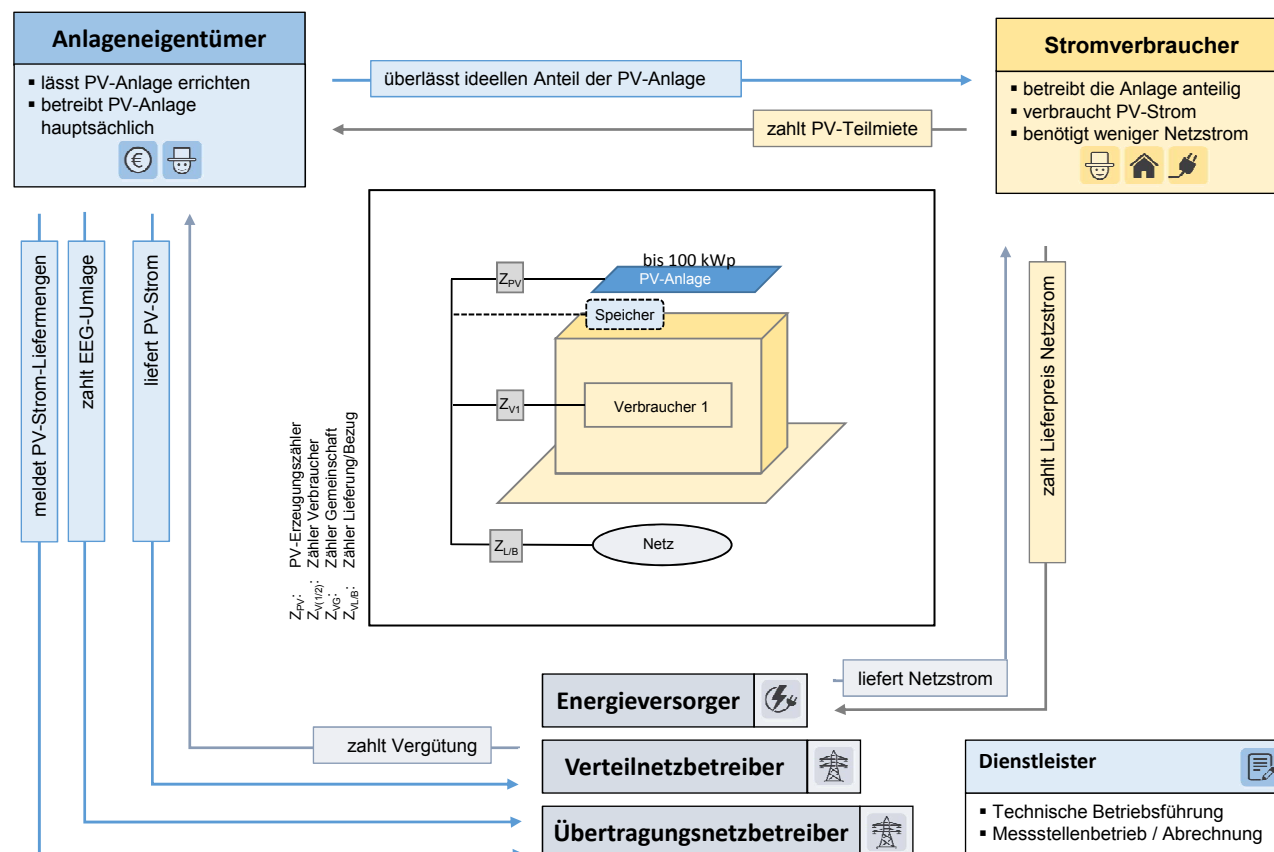 Anlageneigentümer
▪ lässt PV-Anlage errichten
▪ betreibt PV-Anlage
hauptsächlich
€
überlässt ideellen Anteil der PV-Anlage
zahlt PV-Teilmiete
Stromverbraucher
▪ betreibt die Anlage anteilig
▪ verbraucht PV-Strom
▪ benötigt weniger Netzstrom
meldet PV-Strom-Liefermengen
zahlt EEG-Umlage
liefert PV-Strom
bis 100 kWp
PV-Anlage
Z_PV
Speicher
Z_V1
Verbraucher 1
Z_L/B
Netz
Z_PV: PV-Erzeugungszähler
Z_V(1/2): Zähler Verbraucher
Z_VG: Zähler Gemeinschaft
Z_VL/B: Zähler Lieferung/Bezug
zahlt Lieferpreis Netzstrom
liefert Netzstrom
Energieversorger
zahlt Vergütung
Verteilnetzbetreiber
Übertragungsnetzbetreiber
Dienstleister
▪ Technische Betriebsführung
▪ Messstellenbetrieb / Abrechnung